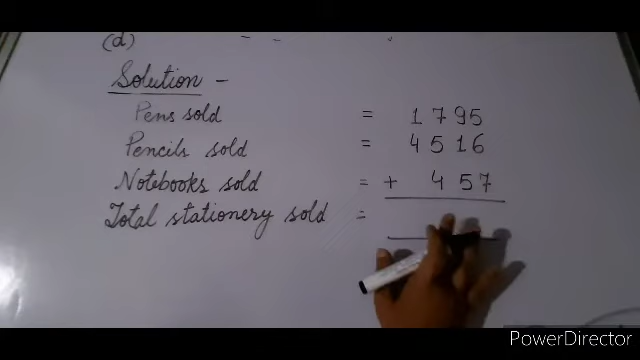 (d)
Solution -
Pens sold = 1795
Pencils sold = 4516
Notebooks sold = + 457
Total stationery sold =
PowerDirector